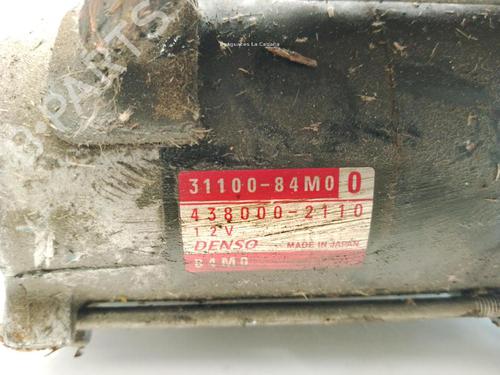 B-PARTS
Desguaces La Cabaña
31100-84M0 0
438000-2110
12V
DENSO MADE IN JAPAN
84M0